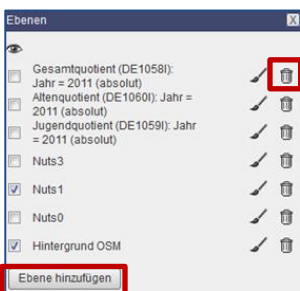 Ebenen X
Gesamtquotient (DE1058I):
Jahr = 2011 (absolut)
Altenquotient (DE1060I): Jahr =
2011 (absolut)
Jugendquotient (DE1059I): Jahr
= 2011 (absolut)
Nuts3
Nuts1
Nuts0
Hintergrund OSM
Ebene hinzufügen